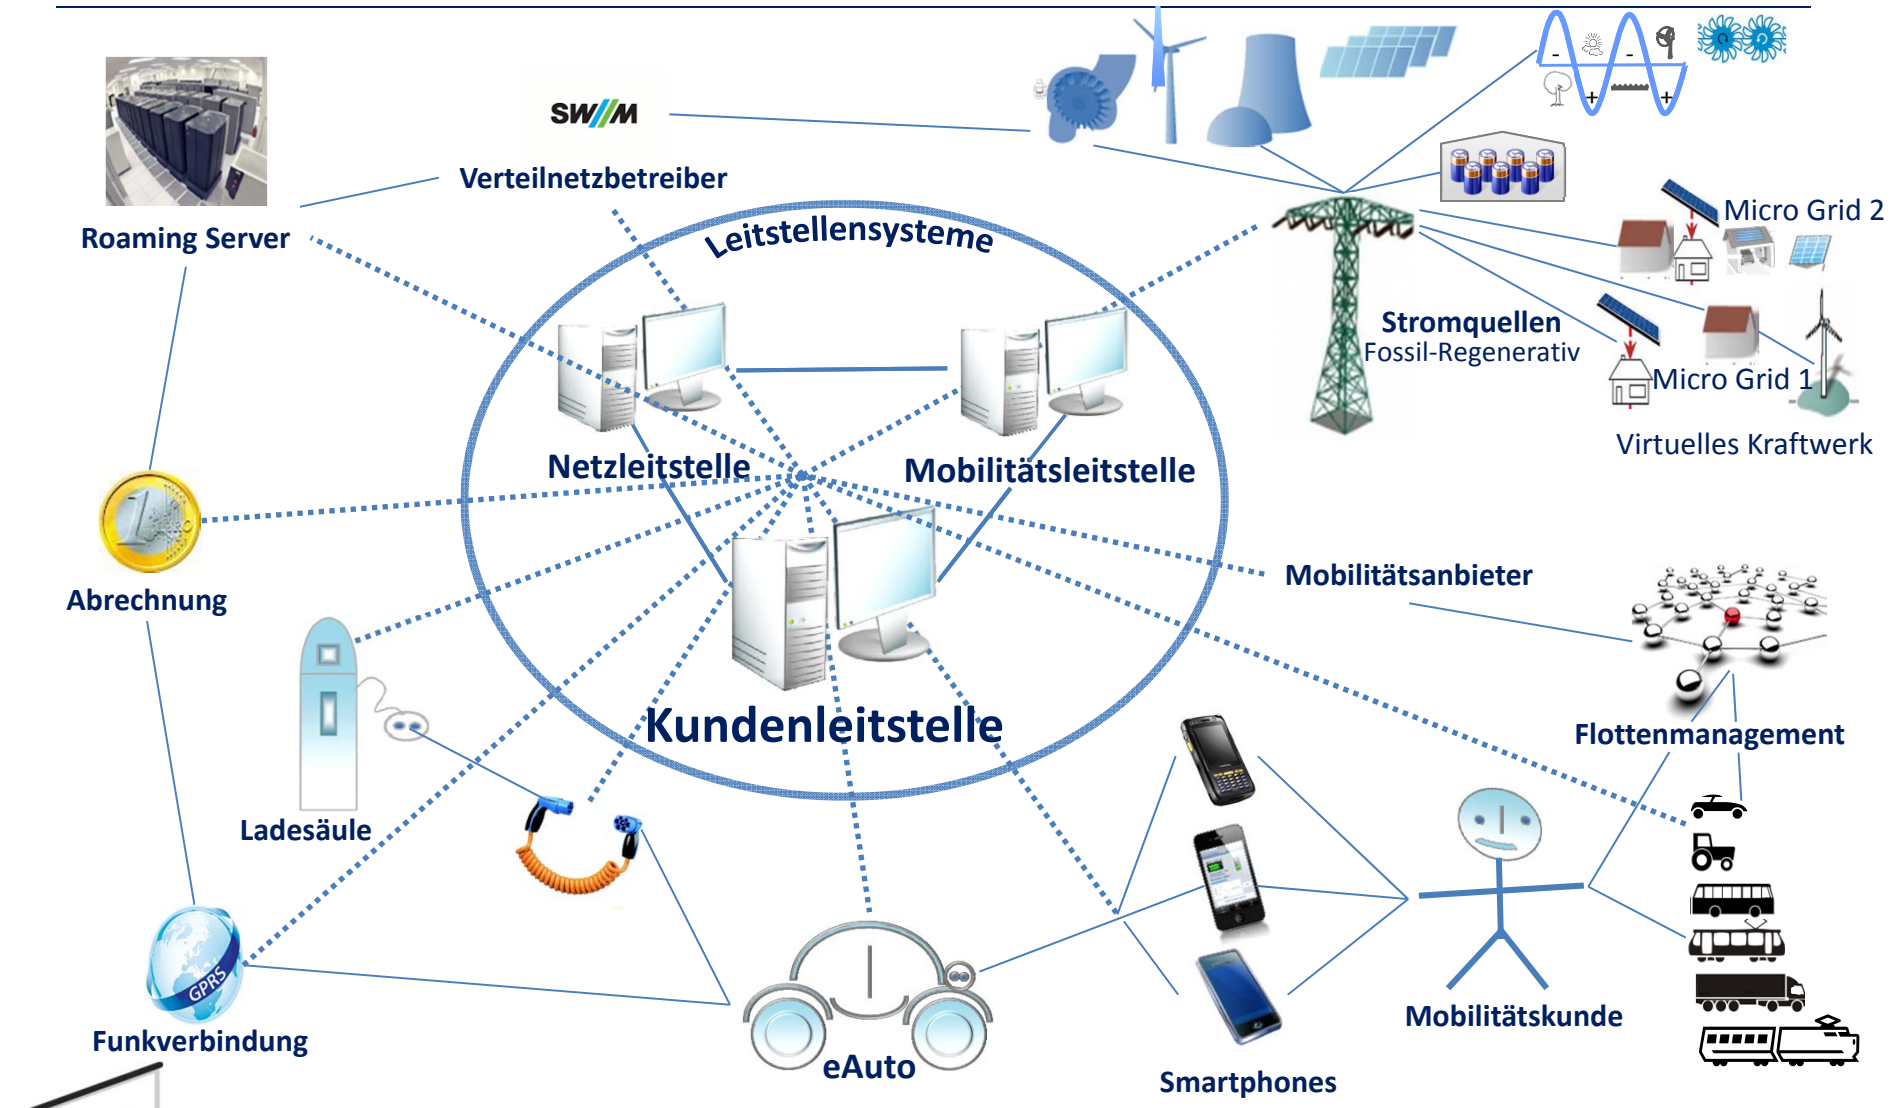 SW//M
Verteilnetzbetreiber
Roaming Server
Leitstellensysteme
- -
+ +
Micro Grid 2
Stromquellen
Fossil-Regenerativ
Micro Grid 1
Virtuelles Kraftwerk
Netzleitstelle
Mobilitätsleitstelle
1
Abrechnung
Mobilitätsanbieter
Kundenleitstelle
Flottenmanagement
Ladesäule
GPRS
Funkverbindung
eAuto
Mobilitätskunde
Smartphones